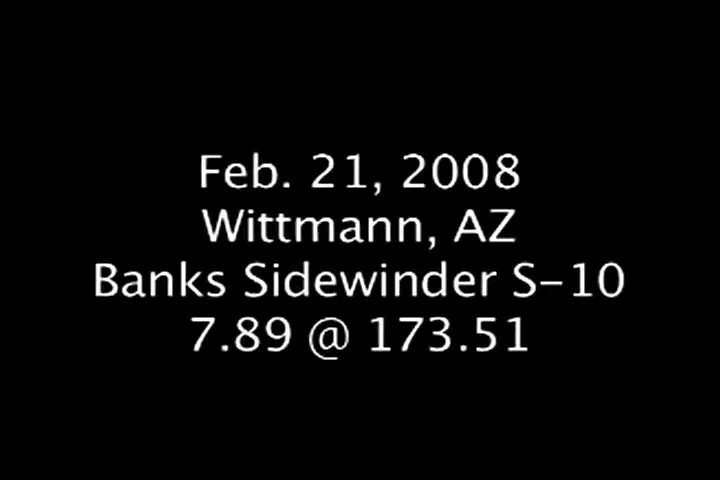 Feb. 21, 2008
Wittmann, AZ
Banks Sidewinder S-10
7.89 @ 173.51